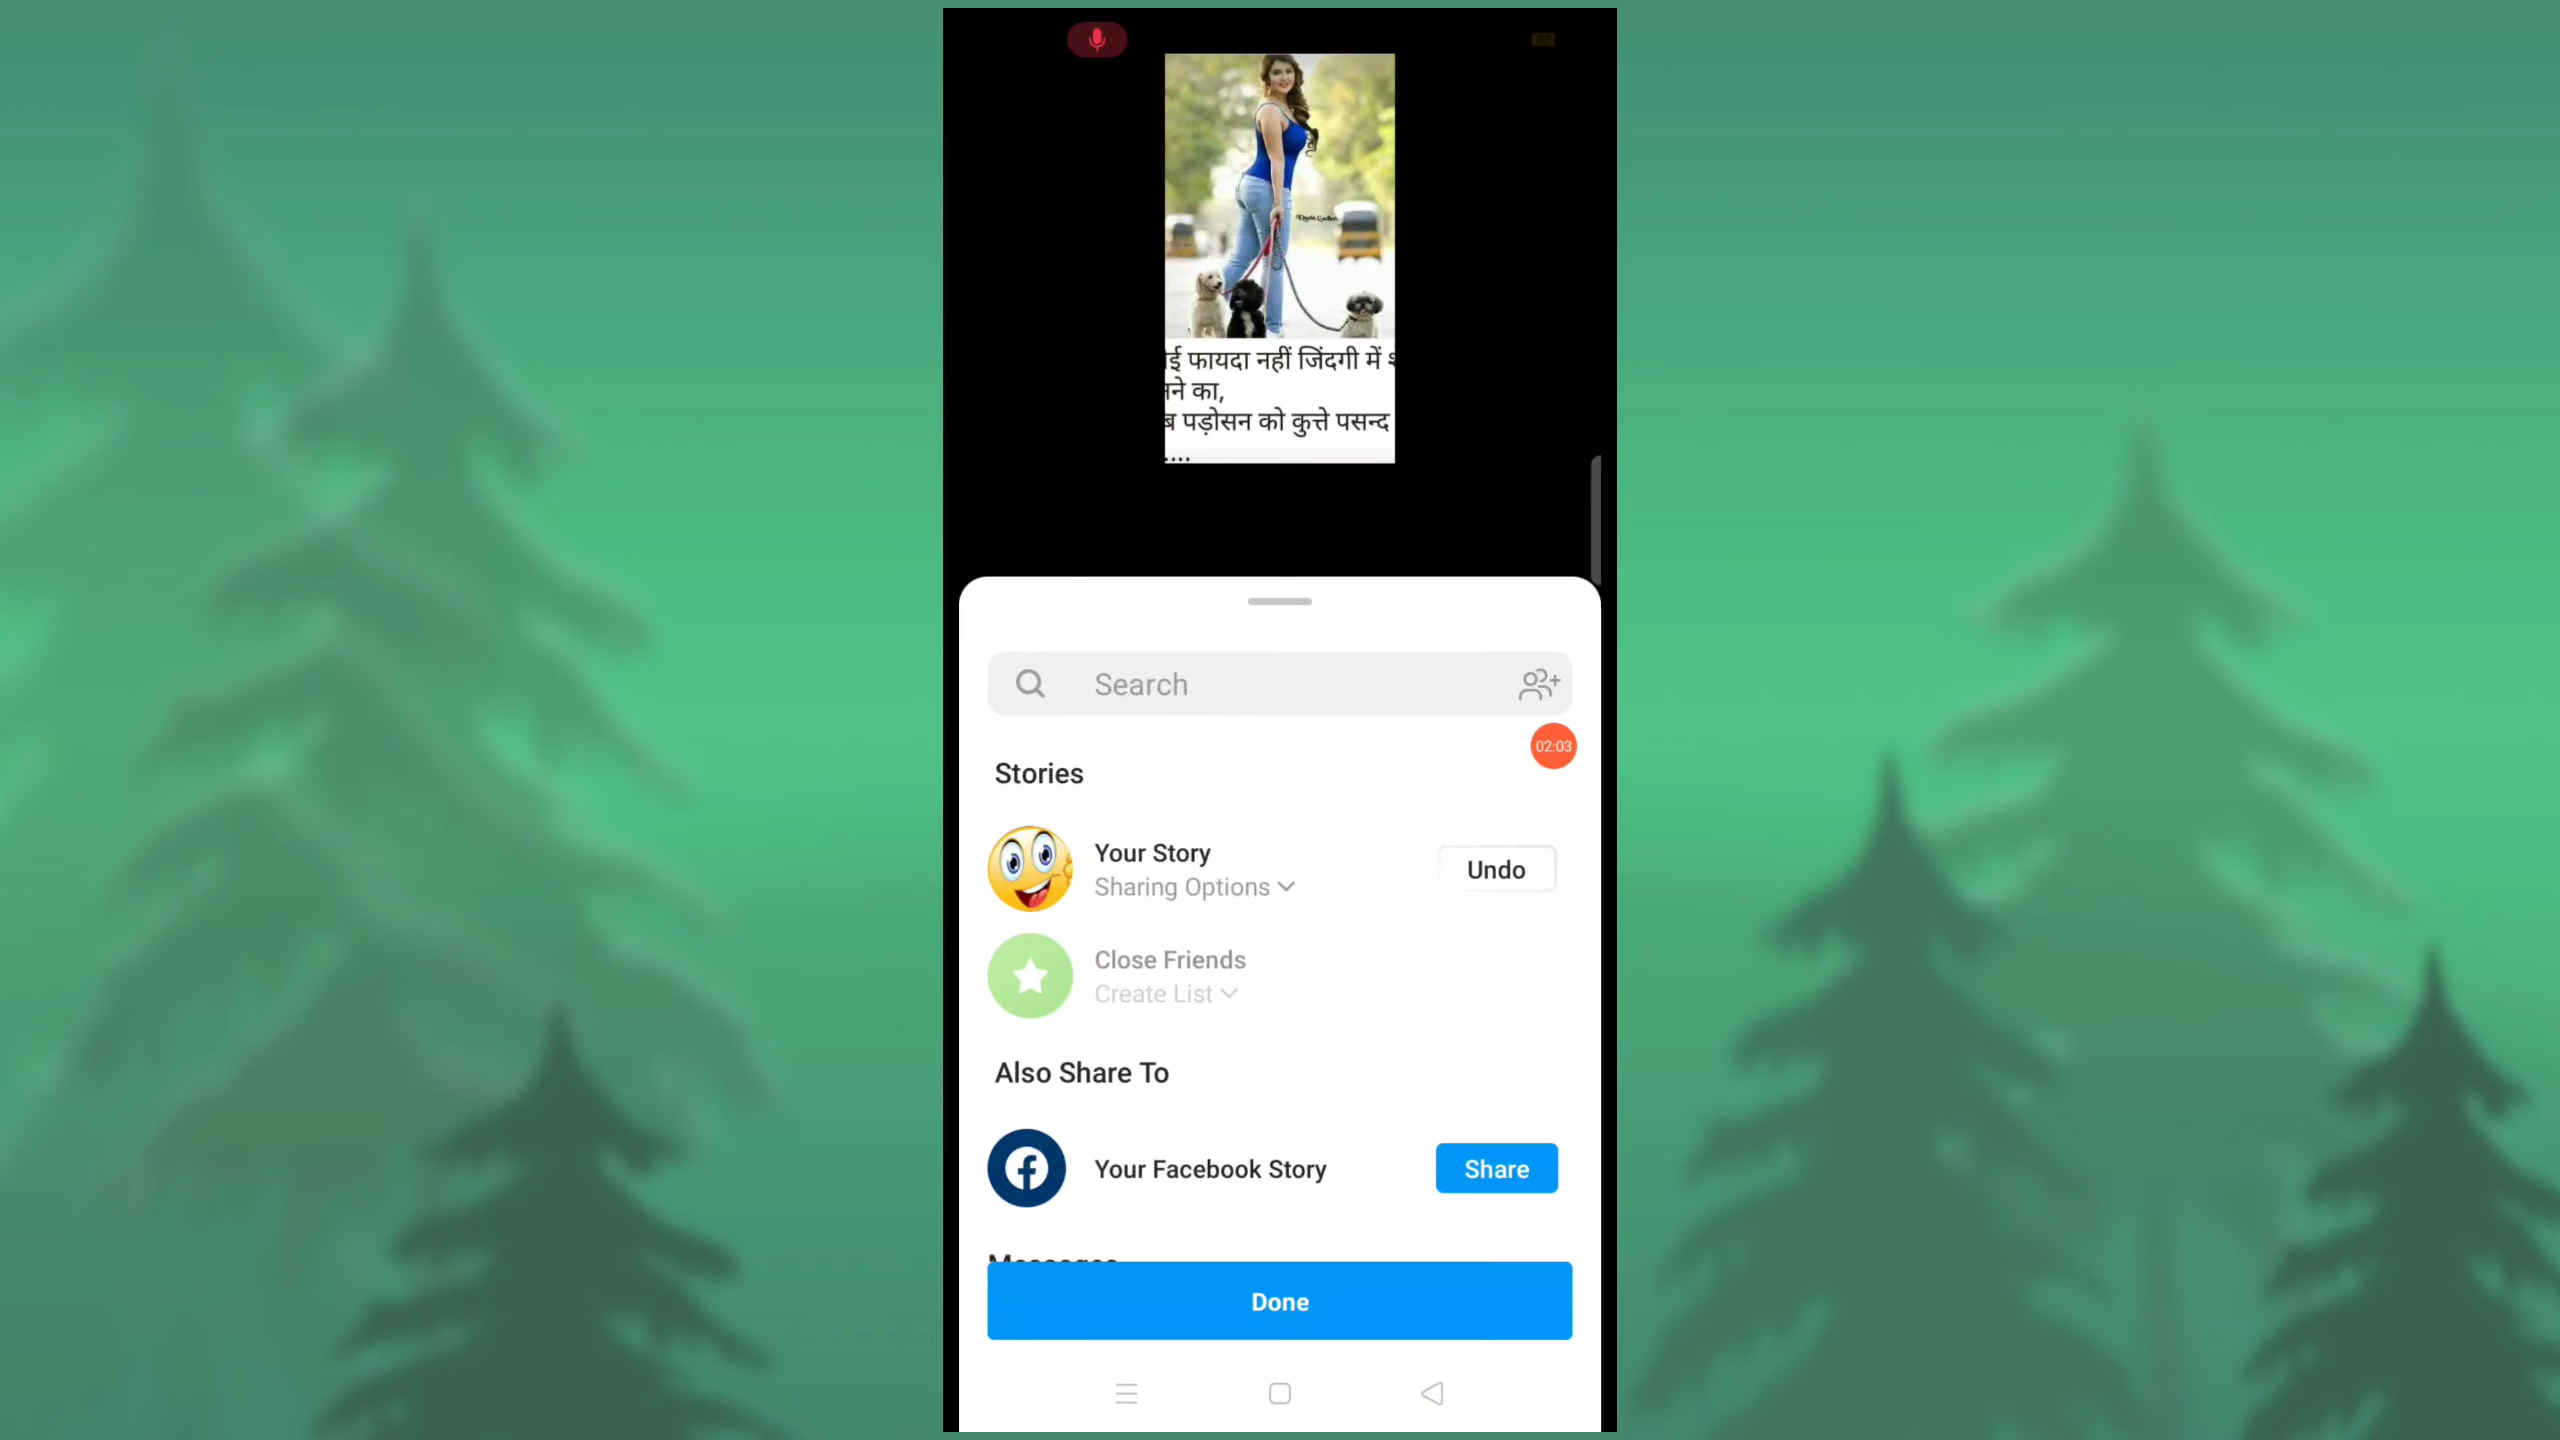 ई फायदा नहीं जिंदगी में
ने का,
ब पड़ोसन को कुत्ते पसन्द
....
Search
02:03
Stories
Your Story
Undo
Sharing Options
Close Friends
Create List
Also Share To
Your Facebook Story
Share
Messages
Done